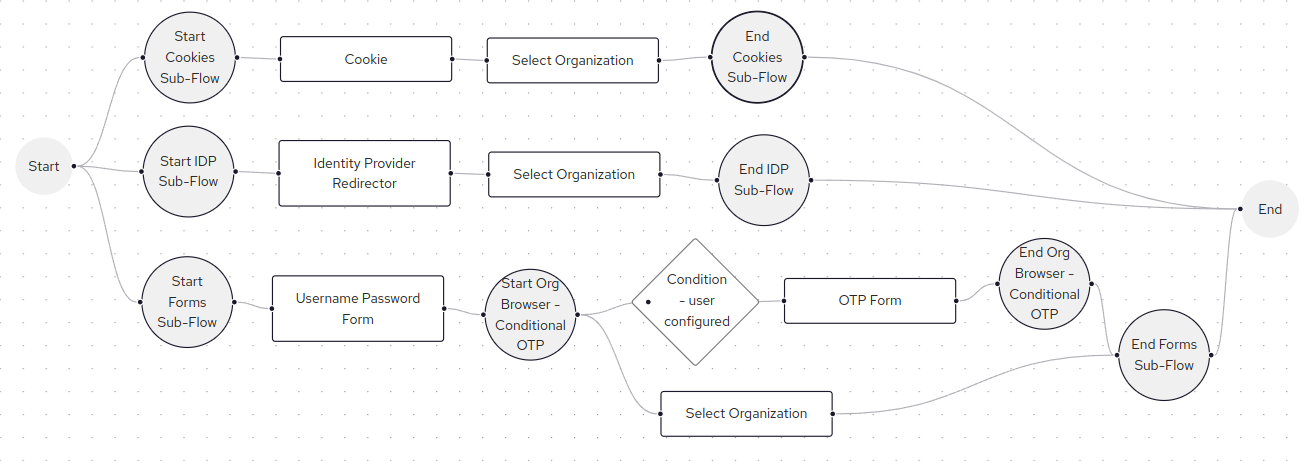 Start
Start
Cookies
Sub-Flow
Cookie
Select Organization
End
Cookies
Sub-Flow
Start IDP
Sub-Flow
Identity Provider
Redirector
Select Organization
End IDP
Sub-Flow
End
Start
Forms
Sub-Flow
Username Password
Form
Start Org
Browser -
Conditional
OTP
Condition
- user
configured
OTP Form
End Org
Browser -
Conditional
OTP
End Forms
Sub-Flow
Select Organization